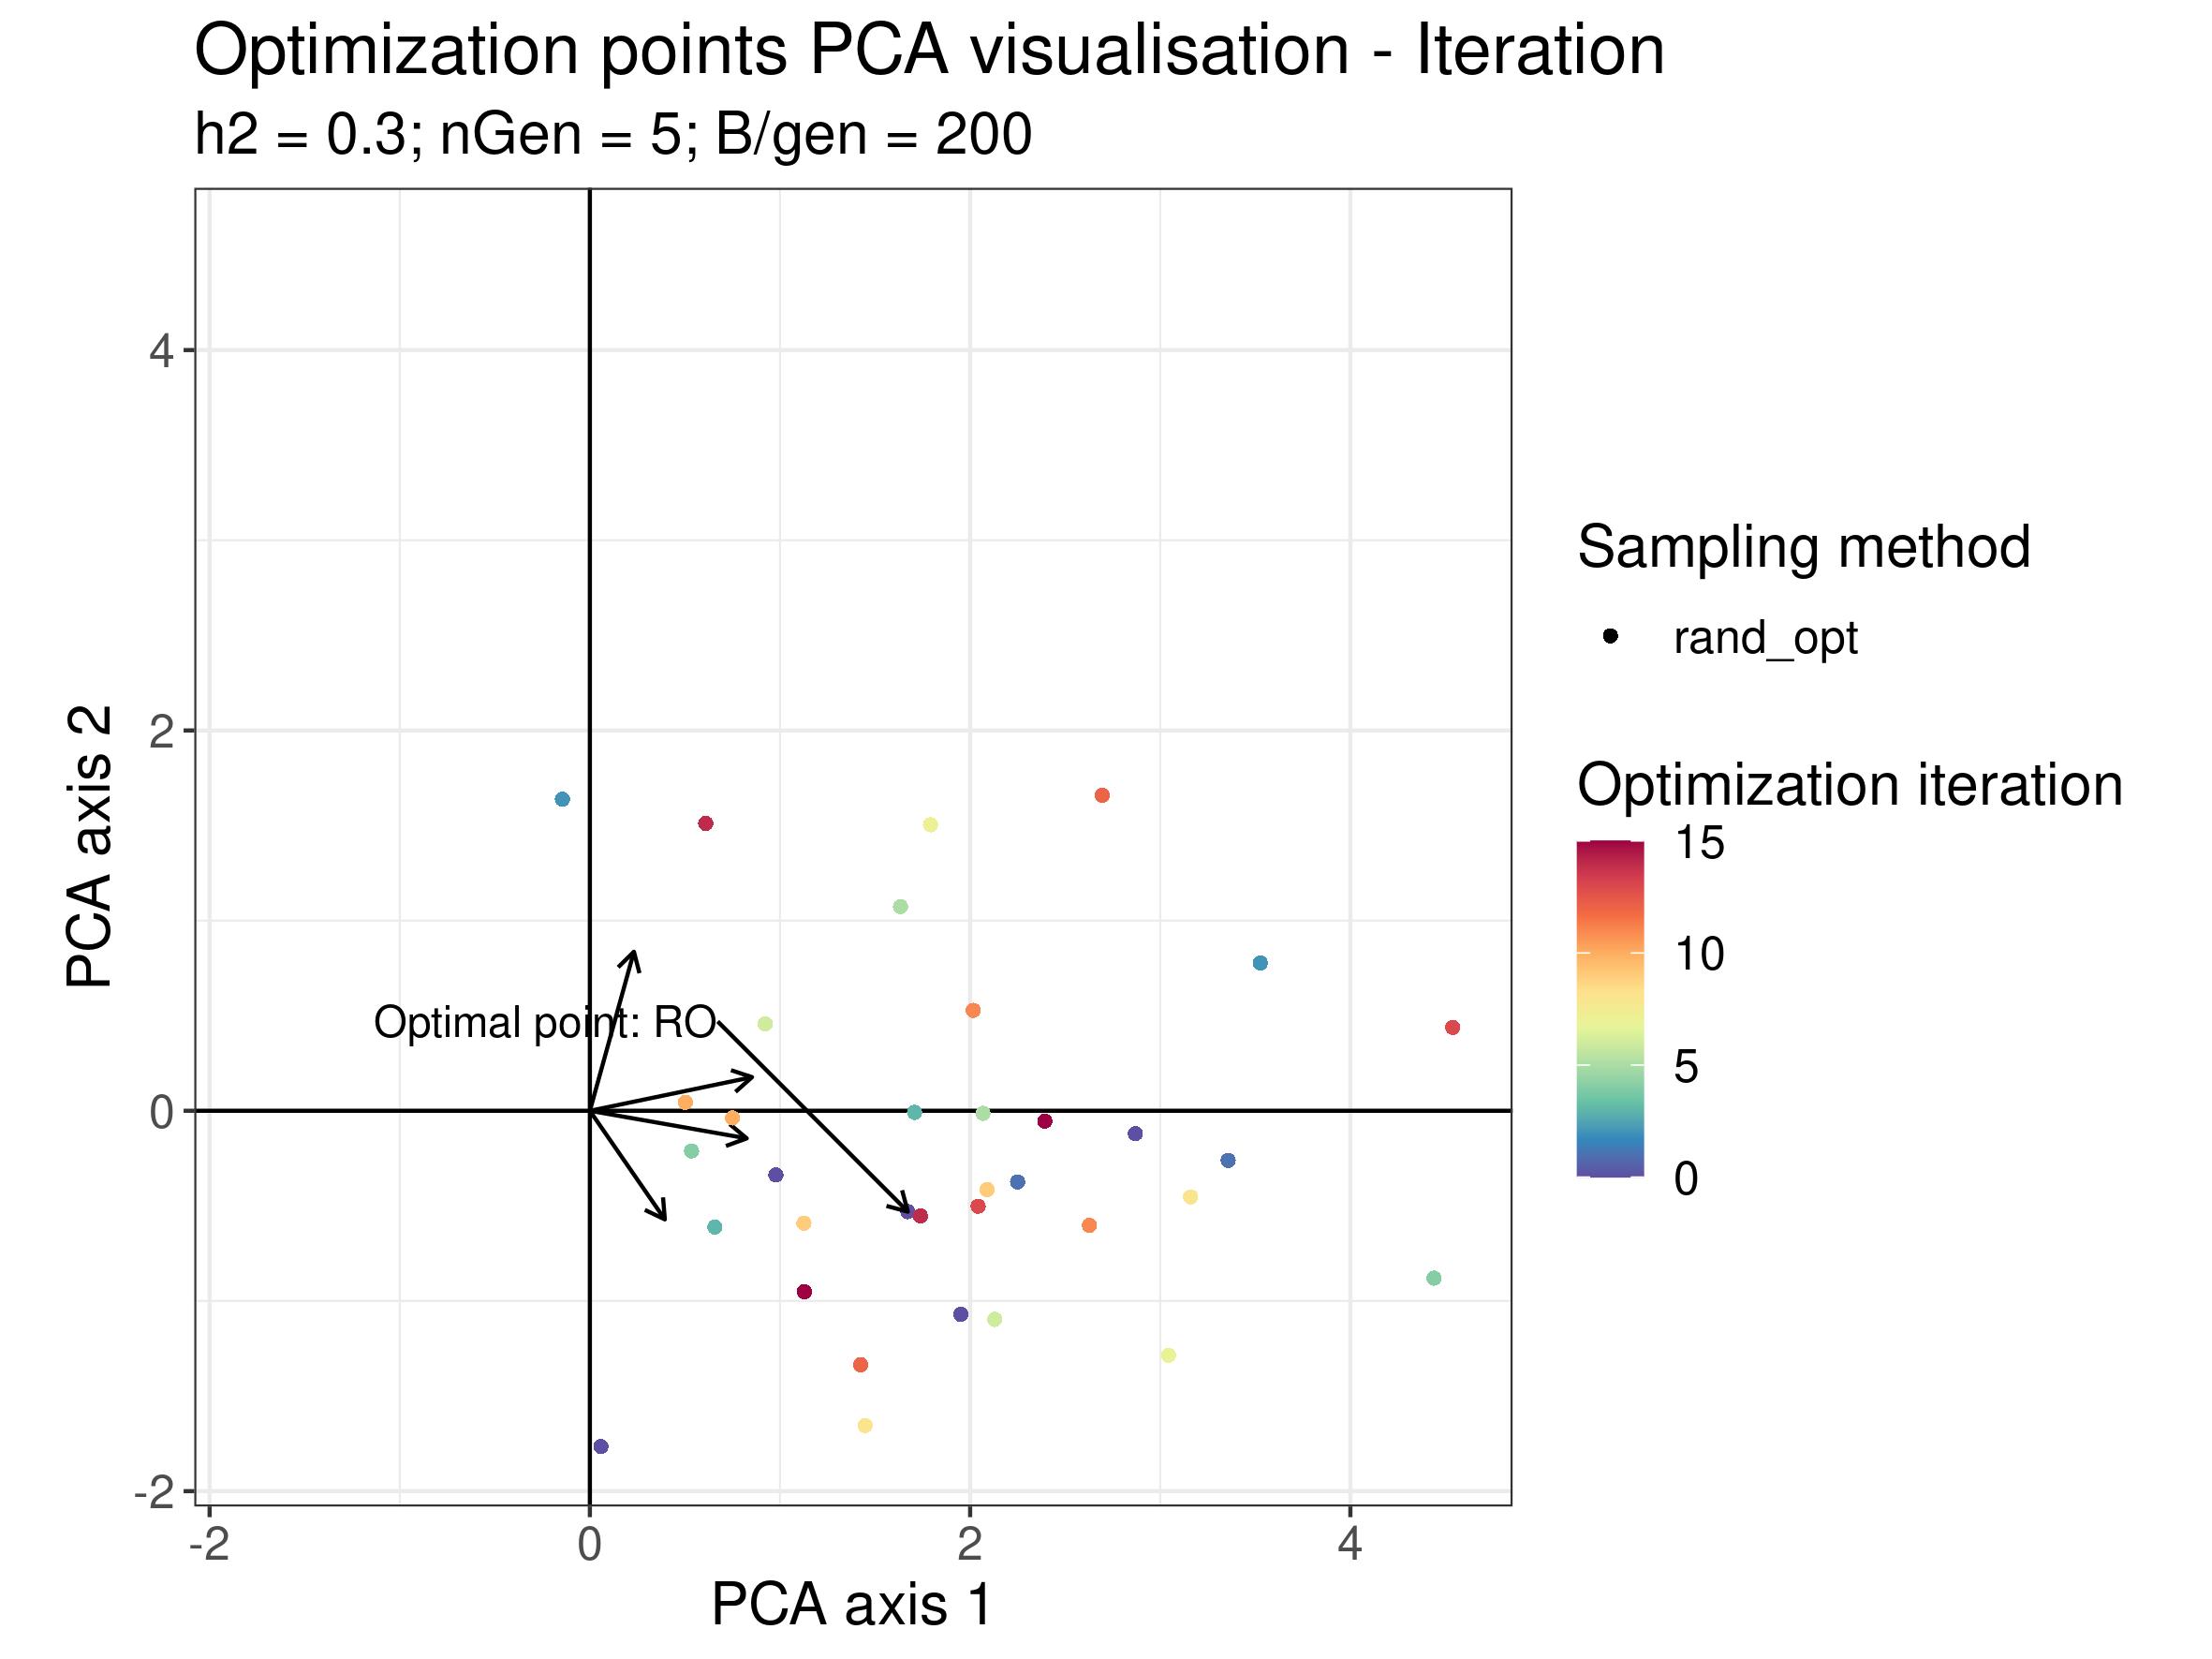 Optimization points PCA visualisation - Iteration
h2 = 0.3; nGen = 5; B/gen = 200
4
2
0
-2
-2
0
2
4
PCA axis 2
PCA axis 1
Optimal point: RO
Sampling method
rand_opt
Optimization iteration
15
10
5
0